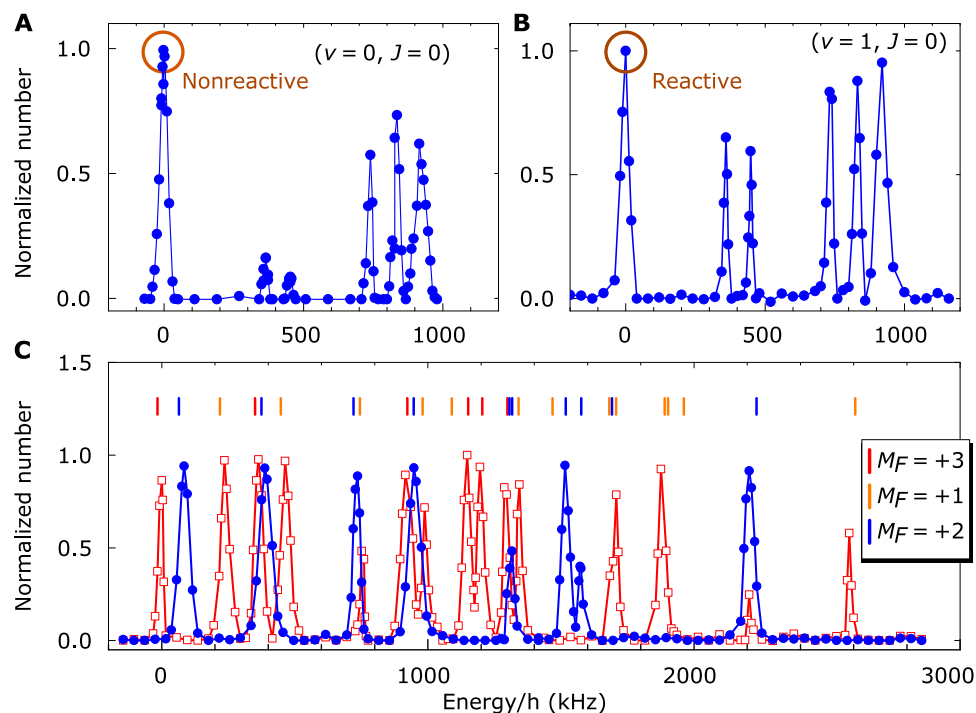 A
(v=0, J=0)
Nonreactive
Normalized number
1.0
0.5
0.0
0
500
1000
B
(v=1, J=0)
Reactive
1.0
0.5
0.0
0
500
1000
C
Normalized number
1.5
1.0
0.5
0.0
M_F = +3
M_F = +1
M_F = +2
0
1000
2000
3000
Energy/h (kHz)